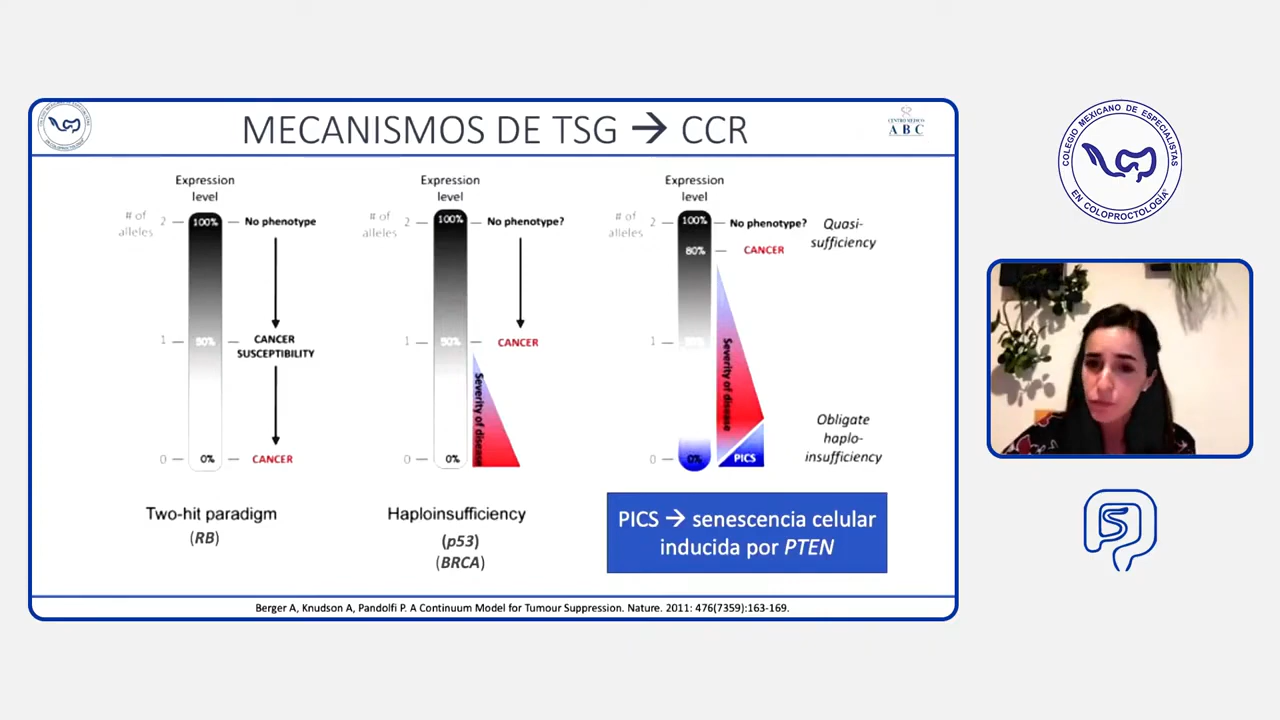 MECANISMOS DE TSG → CCR
CENTRO MÉDICO
ABC
Expression
level
# of
alleles
2
100%
No phenotype
1
50%
CANCER
SUSCEPTIBILITY
0
0%
CANCER
Two-hit paradigm
(RB)
Expression
level
# of
alleles
2
100%
No phenotype?
1
50%
CANCER
Severity of disease
0
0%
Haploinsufficiency
(p53)
(BRCA)
Expression
level
# of
alleles
2
100%
No phenotype?
80%
CANCER
Quasi-
sufficiency
1
Severity of disease
0
0%
PICS
Obligate
haplo-
insufficiency
PICS → senescencia celular
inducida por PTEN
Berger A, Knudson A, Pandolfi P. A Continuum Model for Tumour Suppression. Nature. 2011: 476(7359):163-169.
COLEGIO MEXICANO DE ESPECIALISTAS
EN COLOPROCTOLOGIA